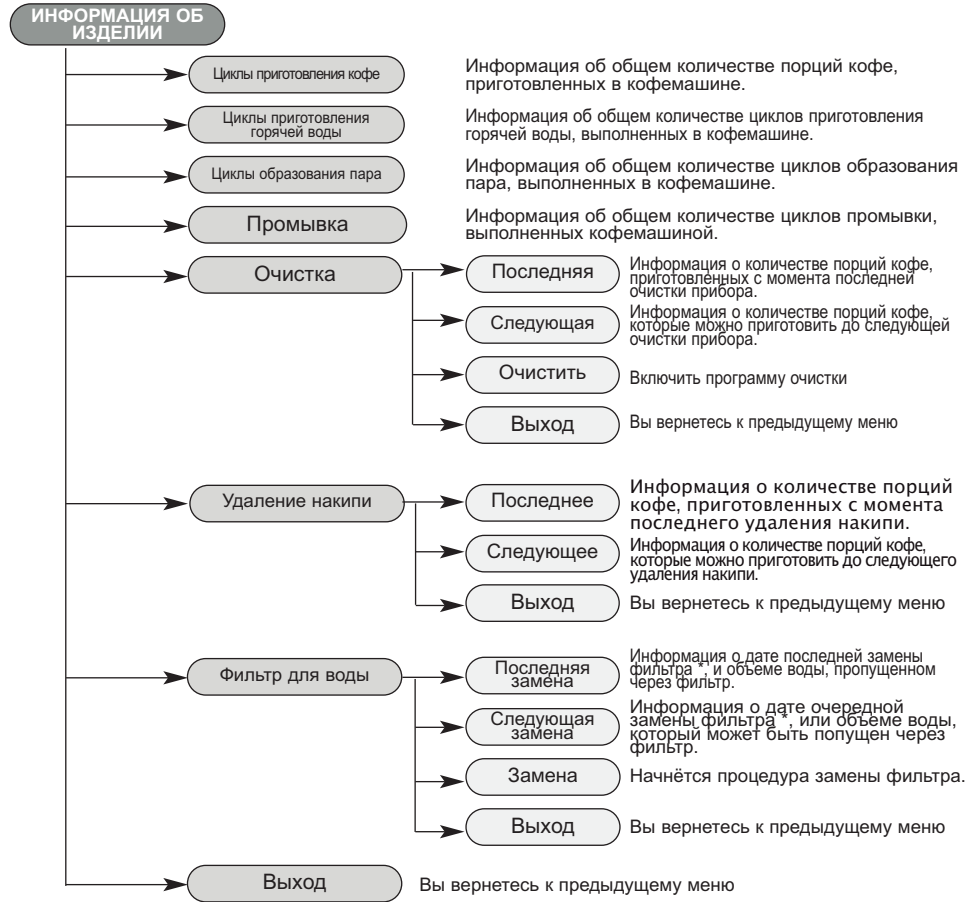 ИНФОРМАЦИЯ ОБ
ИЗДЕЛИИ
Циклы приготовления кофе
Информация об общем количестве порций кофе,
приготовленных в кофемашине.
Циклы приготовления
горячей воды
Информация об общем количестве циклов приготовления
горячей воды, выполненных в кофемашине.
Циклы образования пара
Информация об общем количестве циклов образования
пара, выполненных в кофемашине.
Промывка
Информация об общем количестве циклов промывки,
выполненных кофемашиной.
Очистка
Последняя
Информация о количестве порций кофе,
приготовленных с момента последней
очистки прибора.
Следующая
Информация о количестве порций кофе,
которые можно приготовить до следующей
очистки прибора.
Очистить
Включить программу очистки
Выход
Вы вернетесь к предыдущему меню
Удаление накипи
Последнее
Информация о количестве порций
кофе, приготовленных с момента
последнего удаления накипи.
Следующее
Информация о количестве порций кофе,
которые можно приготовить до следующего
удаления накипи.
Выход
Вы вернетесь к предыдущему меню
Фильтр для воды
Последняя
замена
Информация о дате последней замены
фильтра *, и объеме воды, пропущенном
через фильтр.
Следующая
замена
Информация о дате очередной
замены фильтра *, или объеме воды,
который может быть попущен через
фильтр.
Замена
Начнётся процедура замены фильтра.
Выход
Вы вернетесь к предыдущему меню
Выход
Вы вернетесь к предыдущему меню